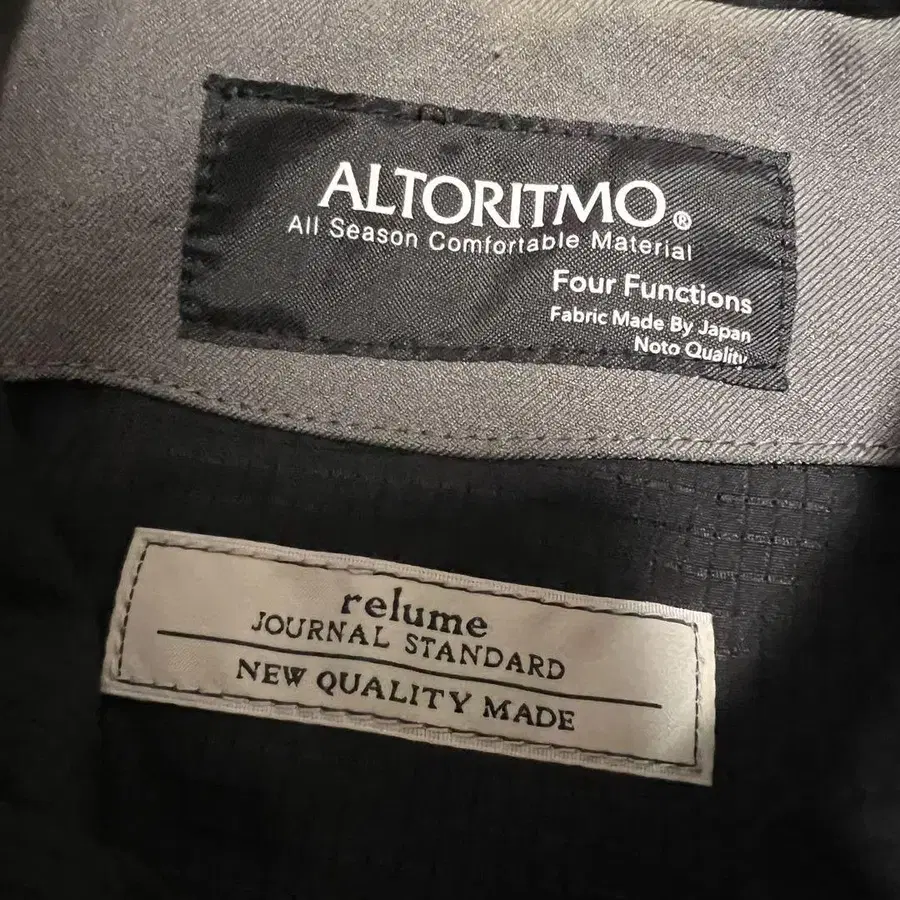 ALTORITMO®
All Season Comfortable Material
Four Functions
Fabric Made By Japan
Noto Quality
relume
JOURNAL STANDARD
NEW QUALITY MADE